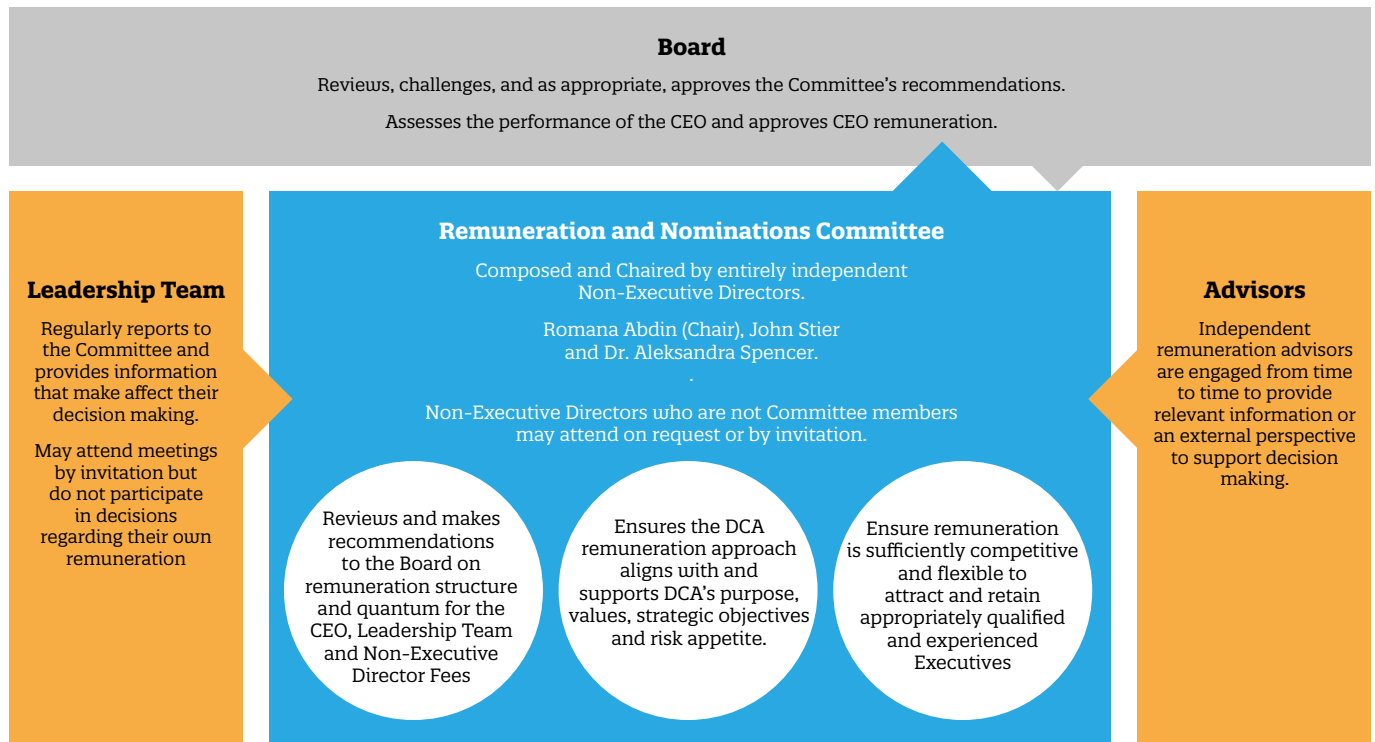 Board
Reviews, challenges, and as appropriate, approves the Committee’s recommendations.
Assesses the performance of the CEO and approves CEO remuneration.
Leadership Team
Regularly reports to
the Committee and
provides information
that make affect their
decision making.
May attend meetings
by invitation but
do not participate
in decisions
regarding their own
remuneration
Remuneration and Nominations Committee
Composed and Chaired by entirely independent
Non-Executive Directors.
Romana Abdin (Chair), John Stier
and Dr. Aleksandra Spencer.
.
Non-Executive Directors who are not Committee members
may attend on request or by invitation.
Reviews and makes
recommendations
to the Board on
remuneration structure
and quantum for the
CEO, Leadership Team
and Non-Executive
Director Fees
Ensures the DCA
remuneration approach
aligns with and
supports DCA’s purpose,
values, strategic objectives
and risk appetite.
Ensure remuneration
is sufficiently competitive
and flexible to
attract and retain
appropriately qualified
and experienced
Executives
Advisors
Independent
remuneration advisors
are engaged from time
to time to provide
relevant information or
an external perspective
to support decision
making.